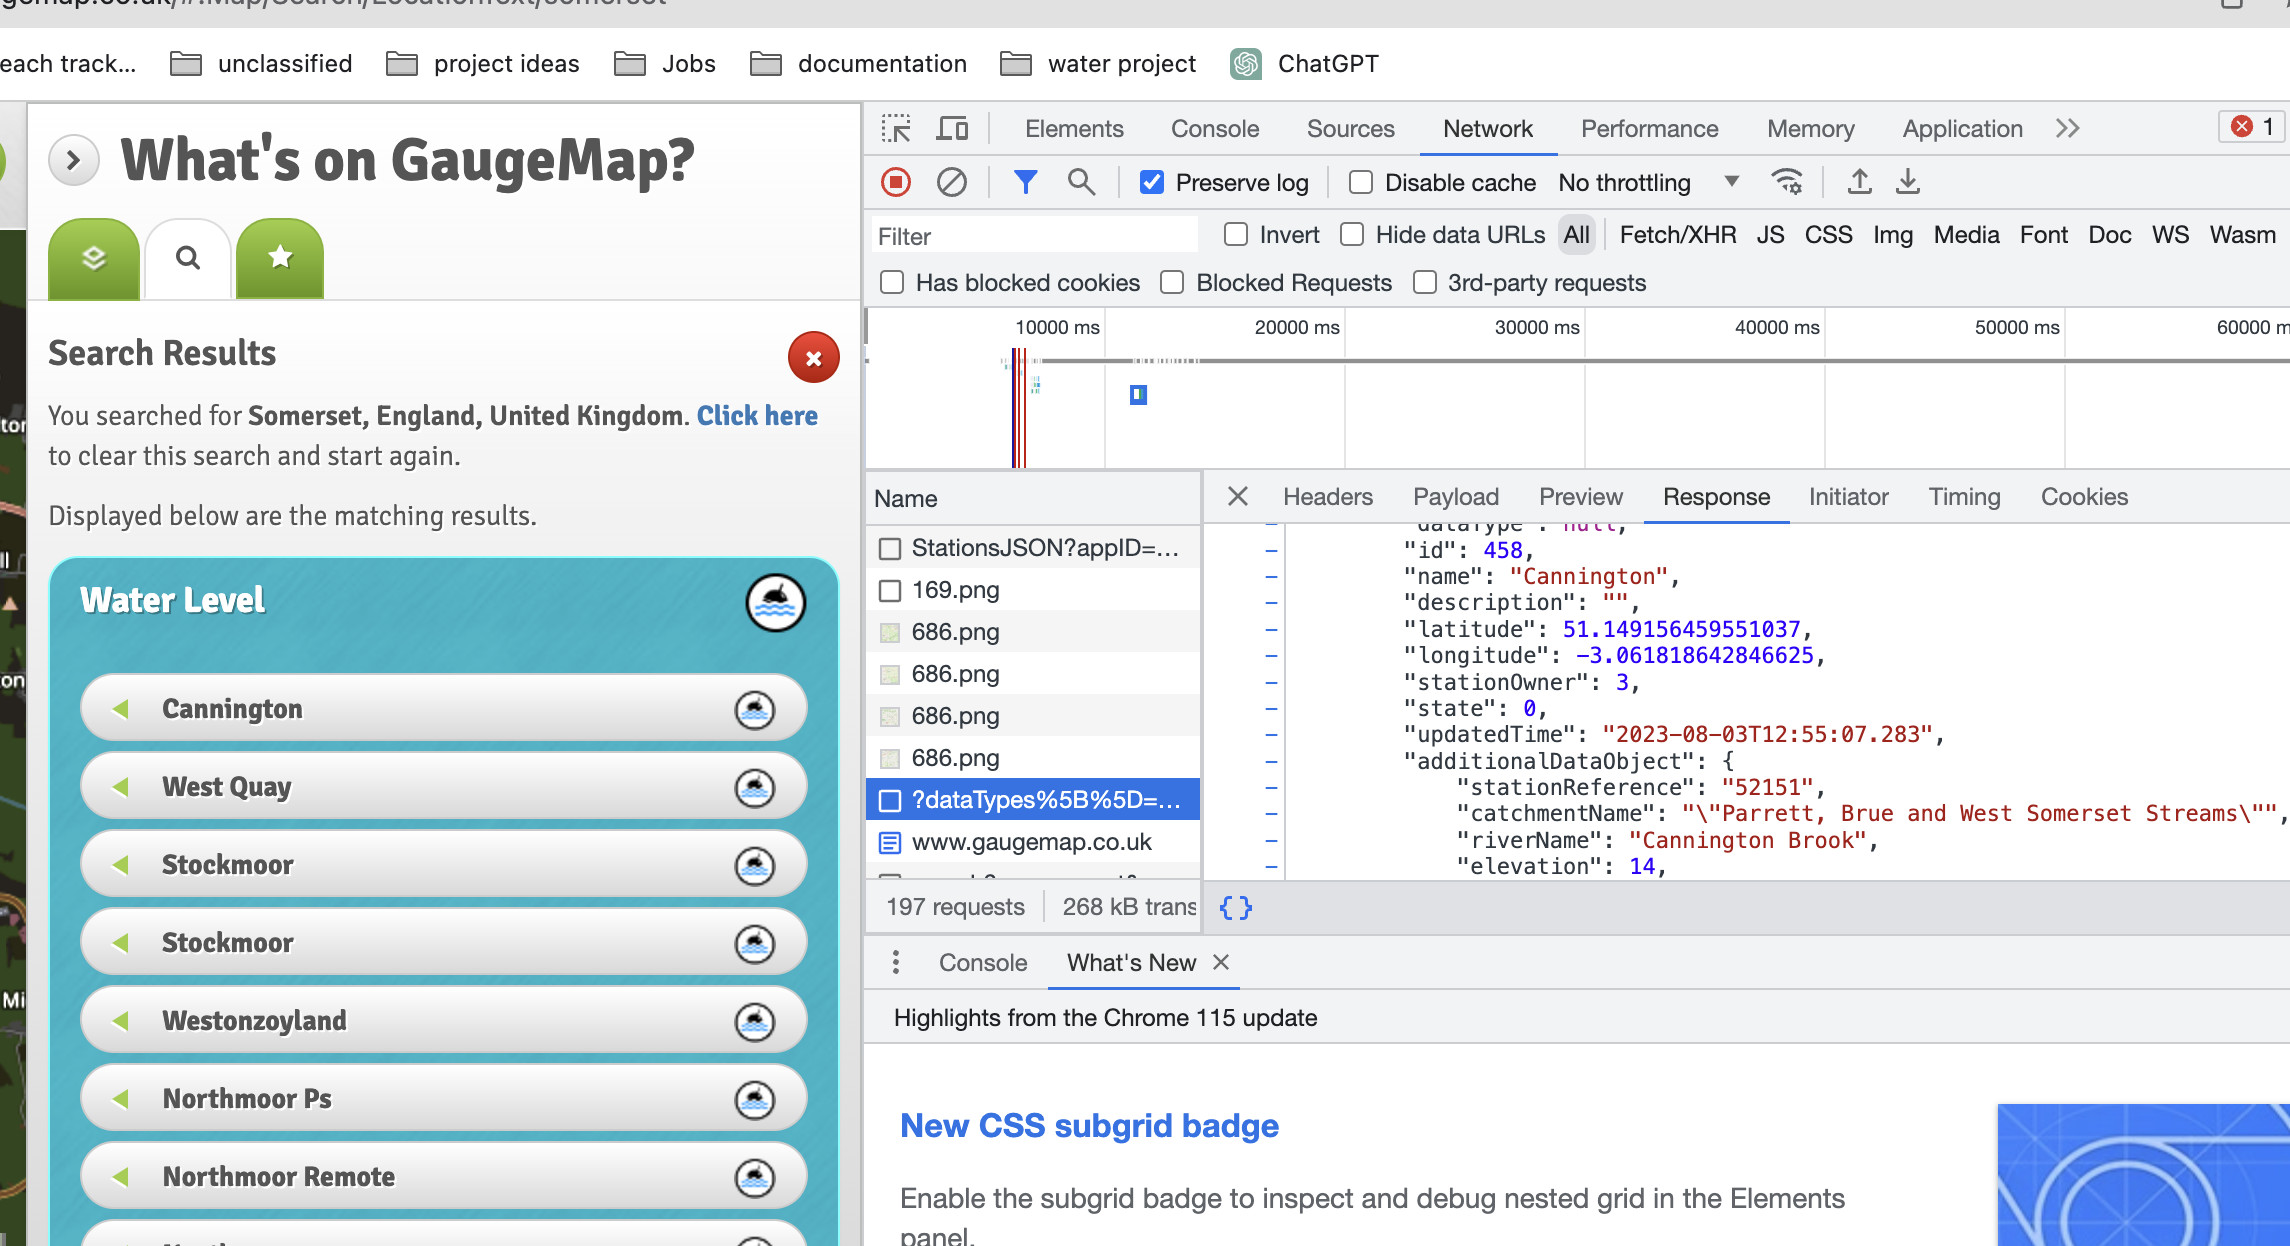 gemap.co.uk/#!Map/Search/LocationText/somerset
each track...
unclassified
project ideas
Jobs
documentation
water project
ChatGPT
What's on GaugeMap?
Search Results
You searched for Somerset, England, United Kingdom. Click here
to clear this search and start again.
Displayed below are the matching results.
Water Level
Cannington
West Quay
Stockmoor
Stockmoor
Westonzoyland
Northmoor Ps
Northmoor Remote
Elements Console Sources Network Performance Memory Application 1
Preserve log Disable cache No throttling
Filter Invert Hide data URLs All Fetch/XHR JS CSS Img Media Font Doc WS Wasm
Has blocked cookies Blocked Requests 3rd-party requests
10000 ms 20000 ms 30000 ms 40000 ms 50000 ms 60000 m
Name
StationsJSON?appID=...
169.png
686.png
686.png
686.png
686.png
?dataTypes%5B%5D=...
www.gaugemap.co.uk
197 requests 268 kB trans
Headers Payload Preview Response Initiator Timing Cookies
"dataType": null,
"id": 458,
"name": "Cannington",
"description": "",
"latitude": 51.149156459551037,
"longitude": -3.061818642846625,
"stationOwner": 3,
"state": 0,
"updatedTime": "2023-08-03T12:55:07.283",
"additionalDataObject": {
"stationReference": "52151",
"catchmentName": "\"Parrett, Brue and West Somerset Streams\"",
"riverName": "Cannington Brook",
"elevation": 14,
{ }
Console What's New
Highlights from the Chrome 115 update
New CSS subgrid badge
Enable the subgrid badge to inspect and debug nested grid in the Elements
panel.